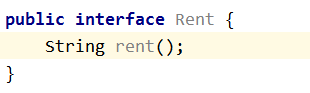 public interface Rent {
    String rent();
}